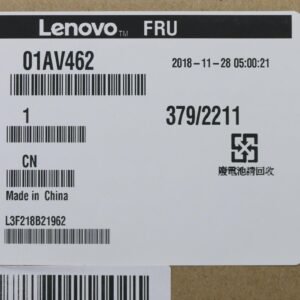 Lenovo™ FRU
01AV462
2018-11-28 05:00:21
1
379/2211
CN
廢電池請回收
Made in China
L3F218B21962